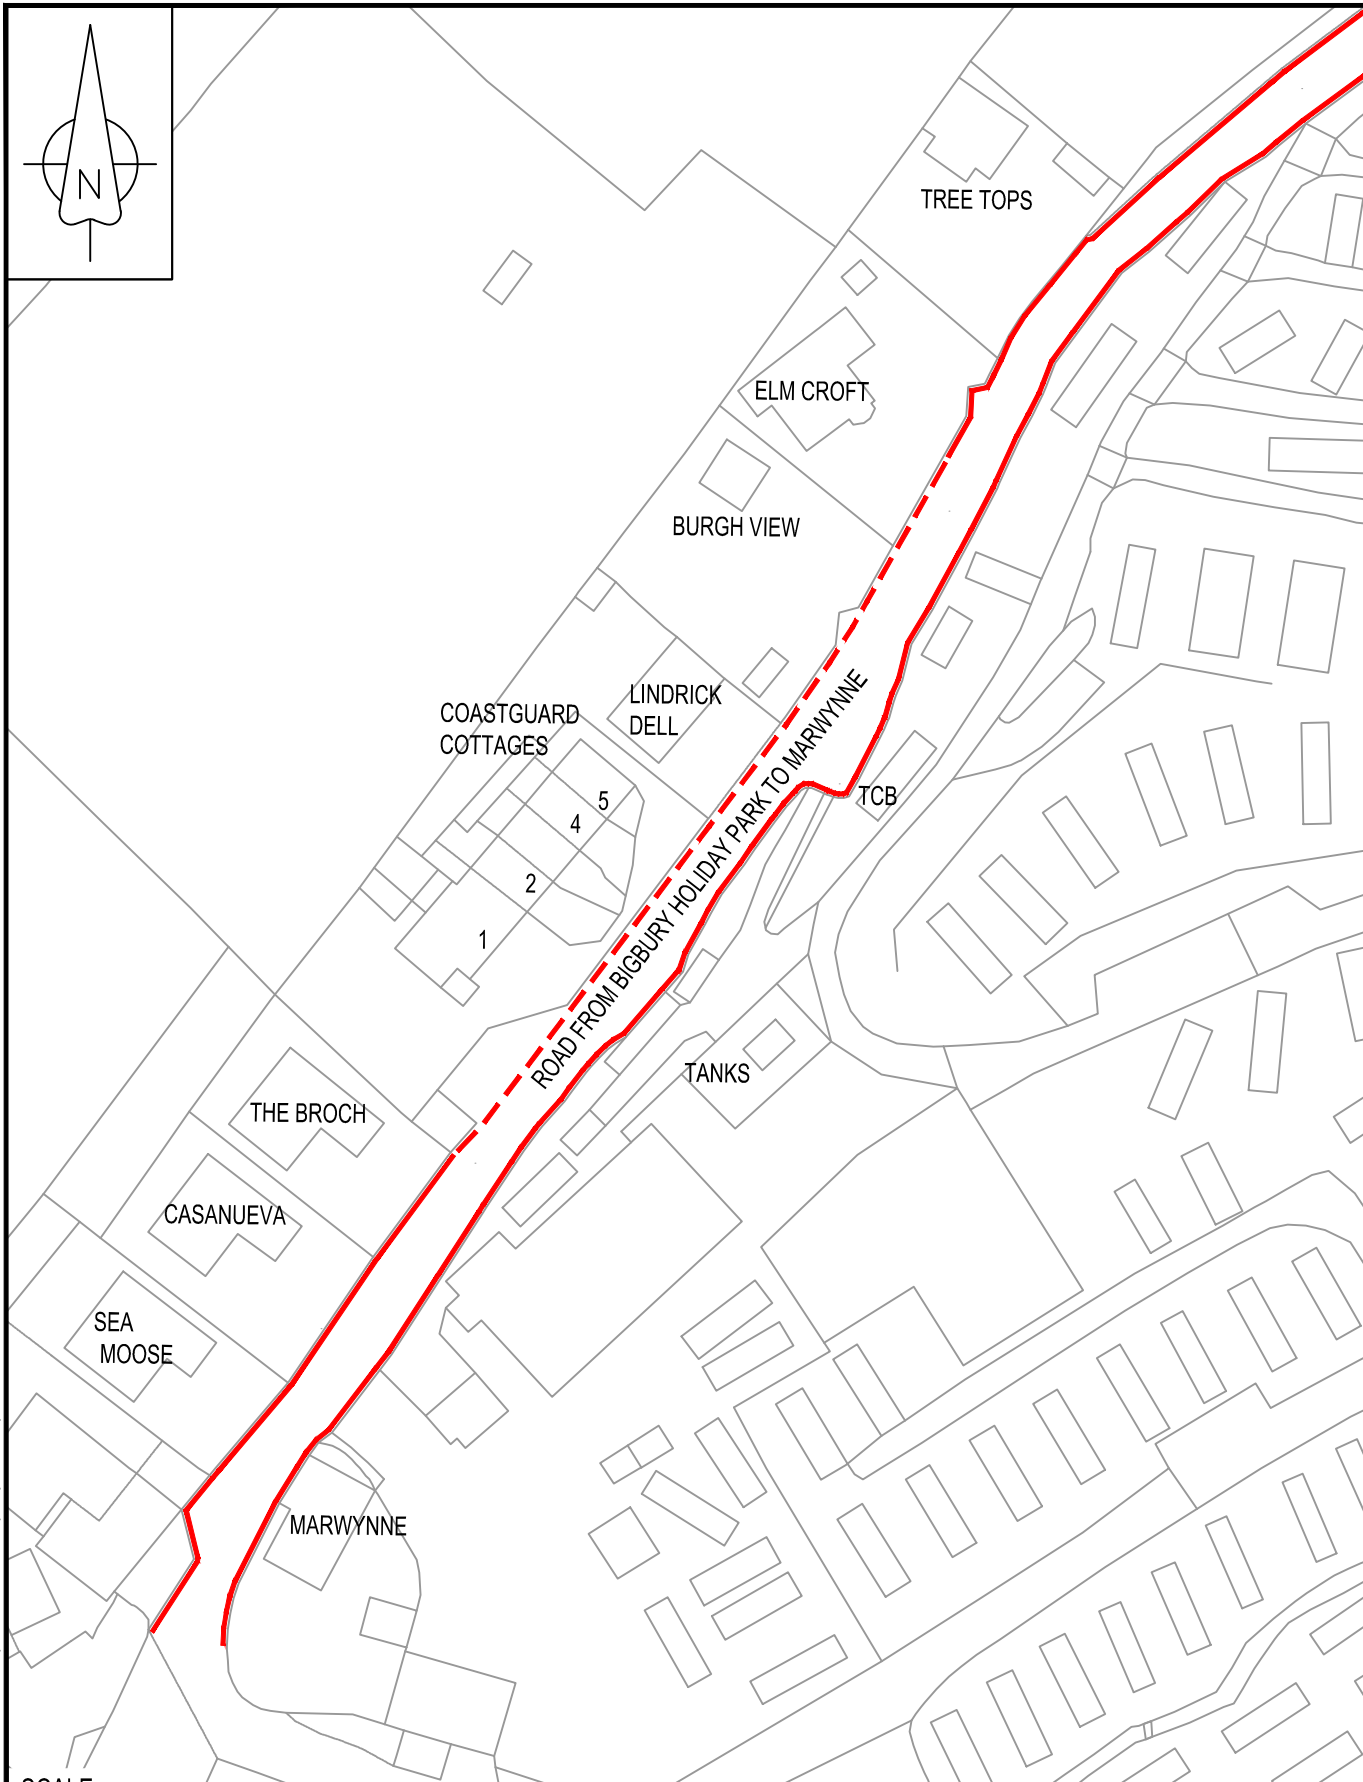 N
TREE TOPS
ELM CROFT
BURGH VIEW
LINDRICK
DELL
COASTGUARD
COTTAGES
5
4
2
1
ROAD FROM BIGBURY HOLIDAY PARK TO MARWYNNE
TCB
TANKS
THE BROCH
CASANUEVA
SEA
MOOSE
MARWYNNE
SCALE